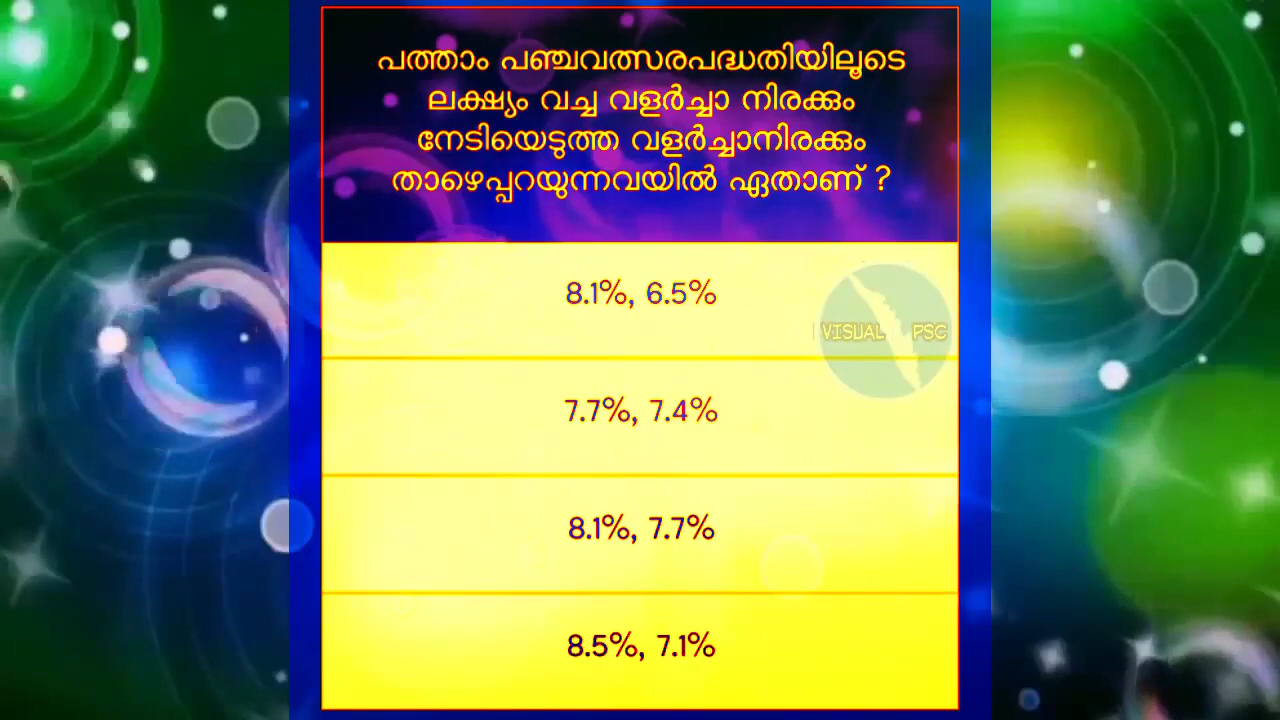 പത്താം പഞ്ചവത്സരപദ്ധതിയിലൂടെ
ലക്ഷ്യം വച്ച വളർച്ചാ നിരക്കും
നേടിയെടുത്ത വളർച്ചാനിരക്കും
താഴെപ്പറയുന്നവയിൽ ഏതാണ് ?
8.1%, 6.5%
VISUAL PSC
7.7%, 7.4%
8.1%, 7.7%
8.5%, 7.1%